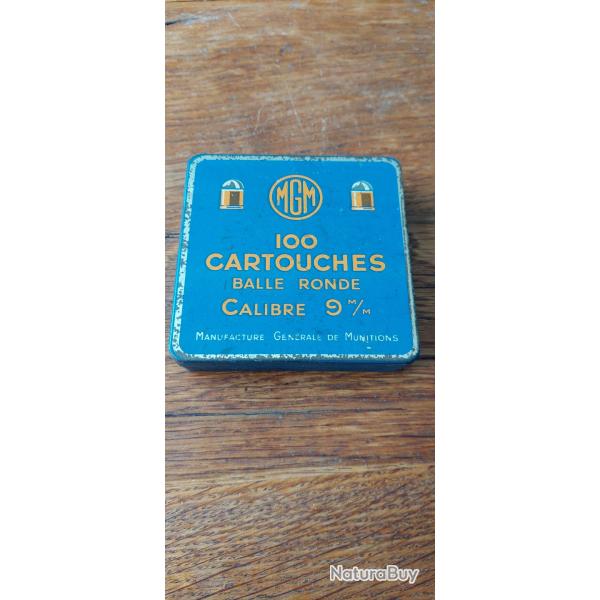 MGM
100
CARTOUCHES
BALLE RONDE
CALIBRE 9 M/M
MANUFACTURE GÉNÉRALE DE MUNITIONS
NaturaBuy